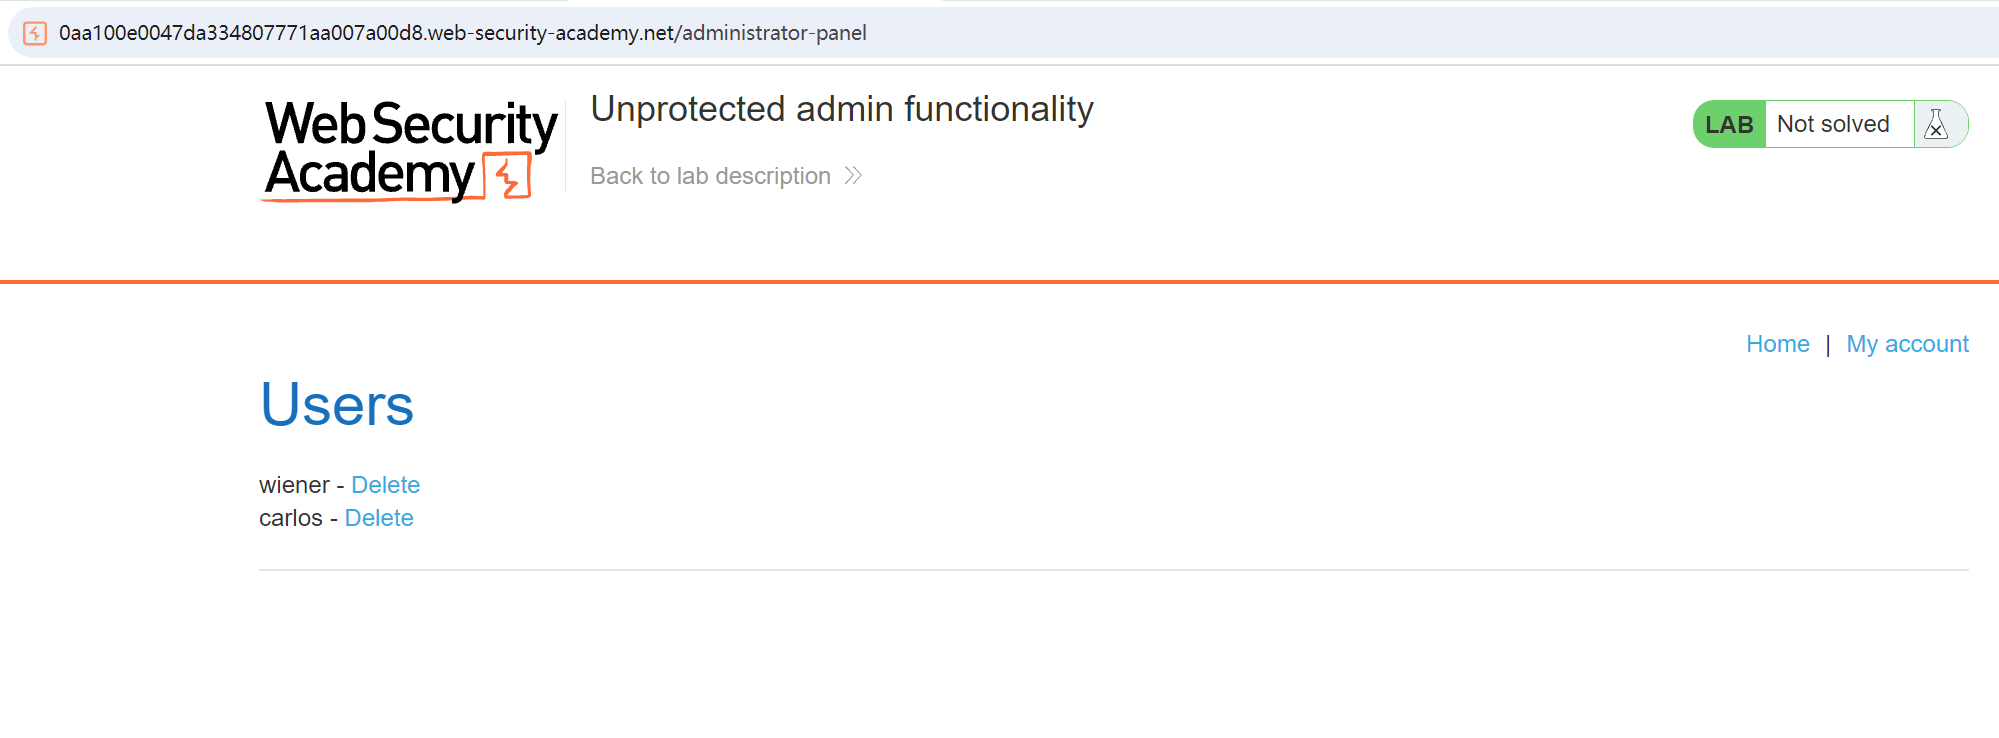 0aa100e0047da334807771aa007a00d8.web-security-academy.net/administrator-panel
Web Security
Academy
Unprotected admin functionality
Back to lab description
LAB Not solved
Home | My account
Users
wiener - Delete
carlos - Delete